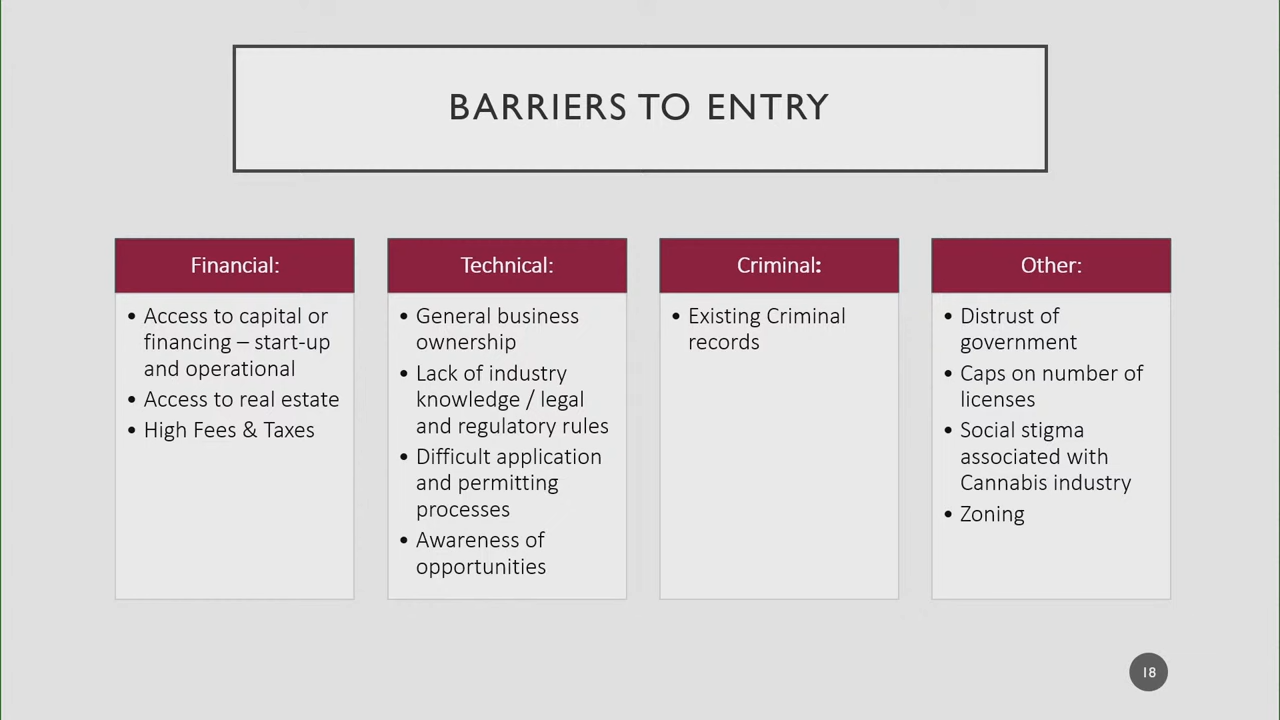 BARRIERS TO ENTRY
Financial:
• Access to capital or
financing – start-up
and operational
• Access to real estate
• High Fees & Taxes
Technical:
• General business
ownership
• Lack of industry
knowledge / legal
and regulatory rules
• Difficult application
and permitting
processes
• Awareness of
opportunities
Criminal:
• Existing Criminal
records
Other:
• Distrust of
government
• Caps on number of
licenses
• Social stigma
associated with
Cannabis industry
• Zoning
18